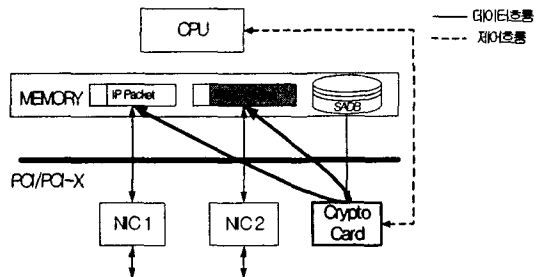 CPU
데이터흐름
제어흐름
MEMORY
IP Packet
SADB
PCI/PCI-X
NIC 1
NIC 2
Crypto
Card